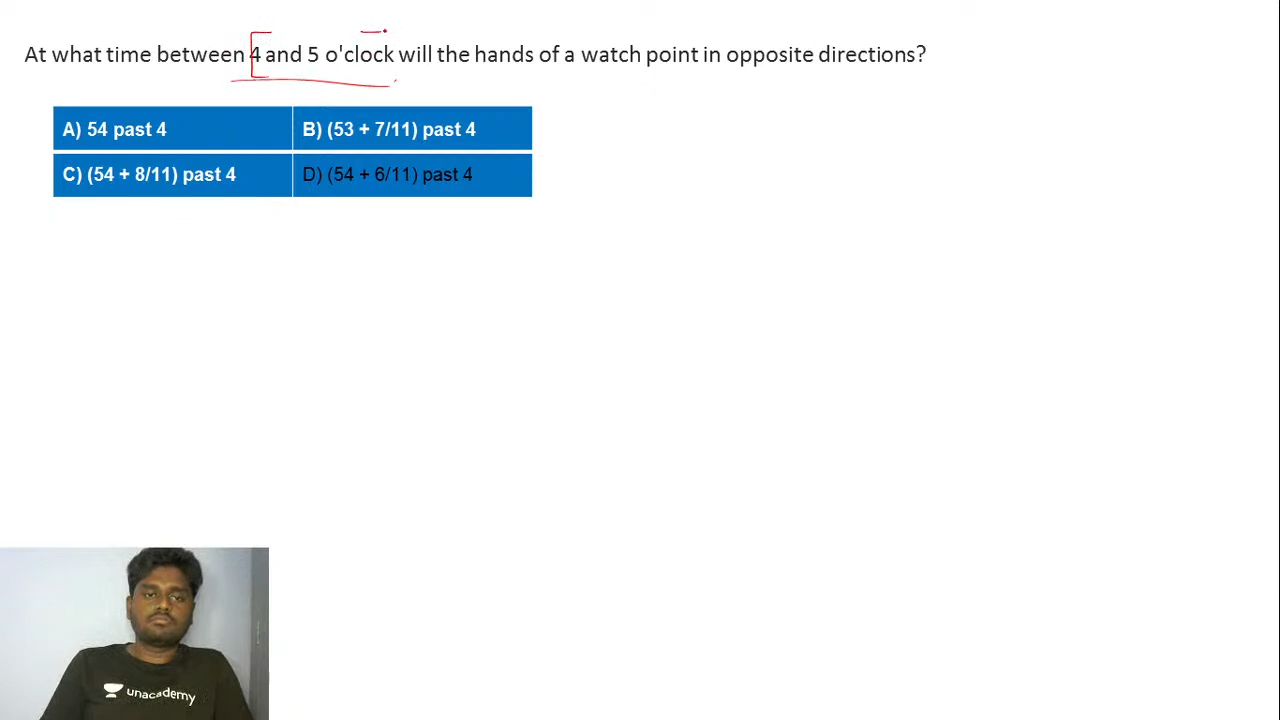 At what time between 4 and 5 o'clock will the hands of a watch point in opposite directions?
A) 54 past 4
B) (53 + 7/11) past 4
C) (54 + 8/11) past 4
D) (54 + 6/11) past 4
unacademy